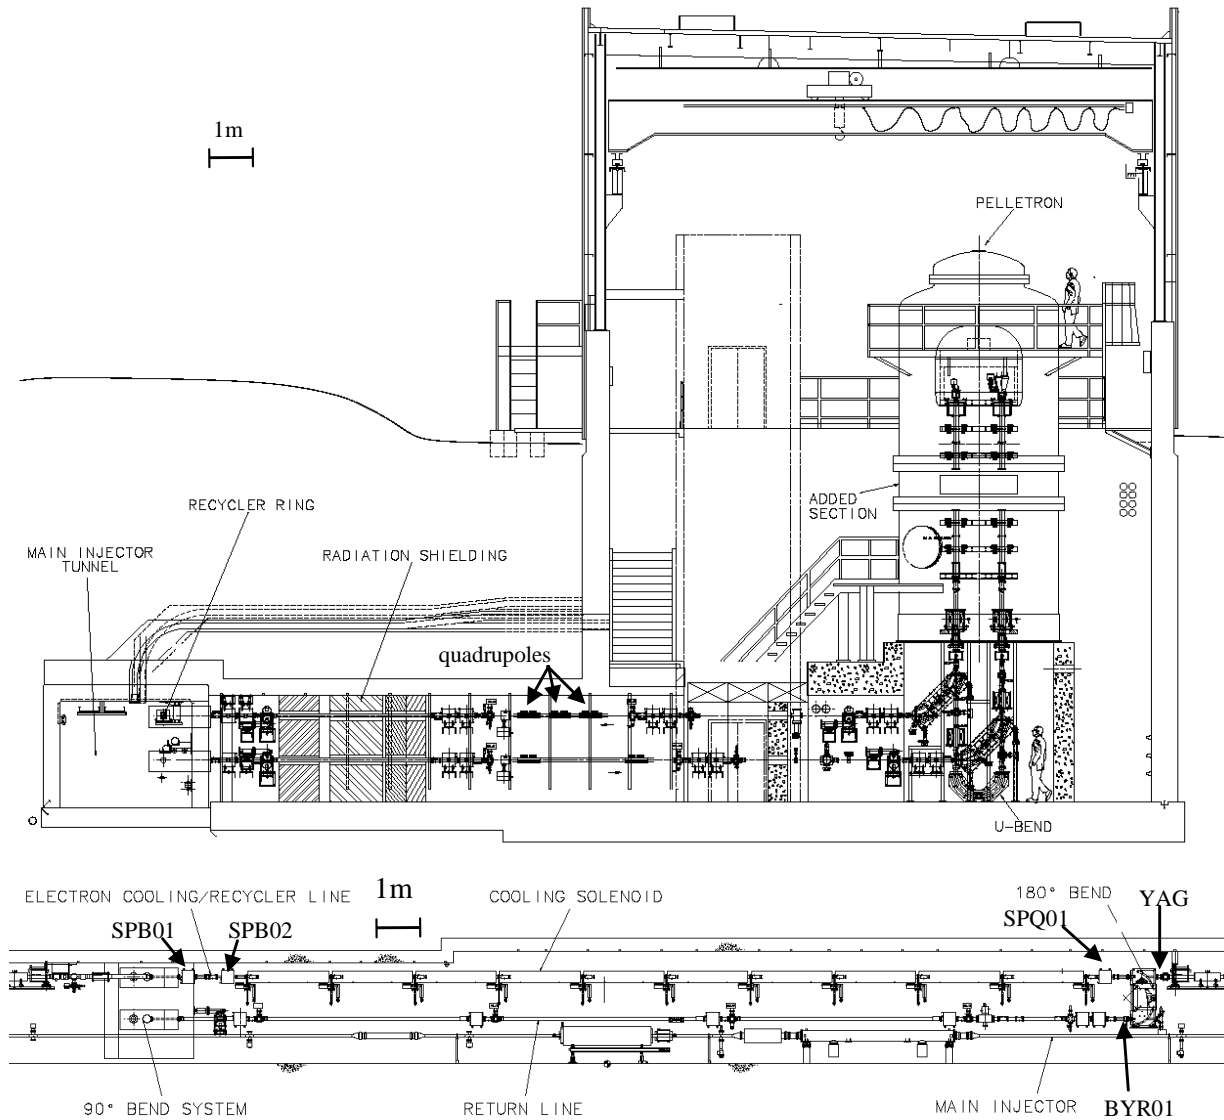 1m
PELLETRON
ADDED
SECTION
RECYCLER RING
MAIN INJECTOR
TUNNEL
RADIATION SHIELDING
quadrupoles
U-BEND
ELECTRON COOLING/RECYCLER LINE
1m
COOLING SOLENOID
180° BEND
YAG
SPQ01
SPB01
SPB02
90° BEND SYSTEM
RETURN LINE
MAIN INJECTOR
BYR01